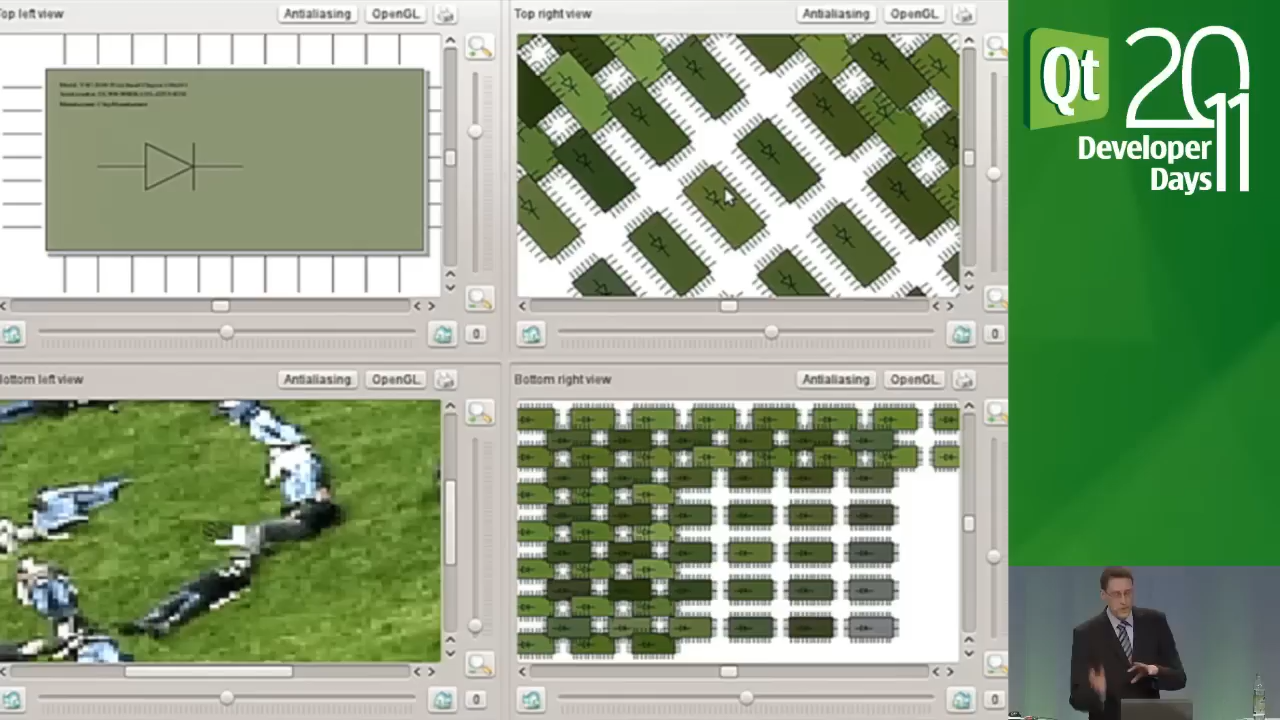 Top left view
Antialiasing
OpenGL
Top right view
Antialiasing
OpenGL
Qt 2011
Developer
Days
0
0
Bottom left view
Antialiasing
OpenGL
Bottom right view
Antialiasing
OpenGL
0
0